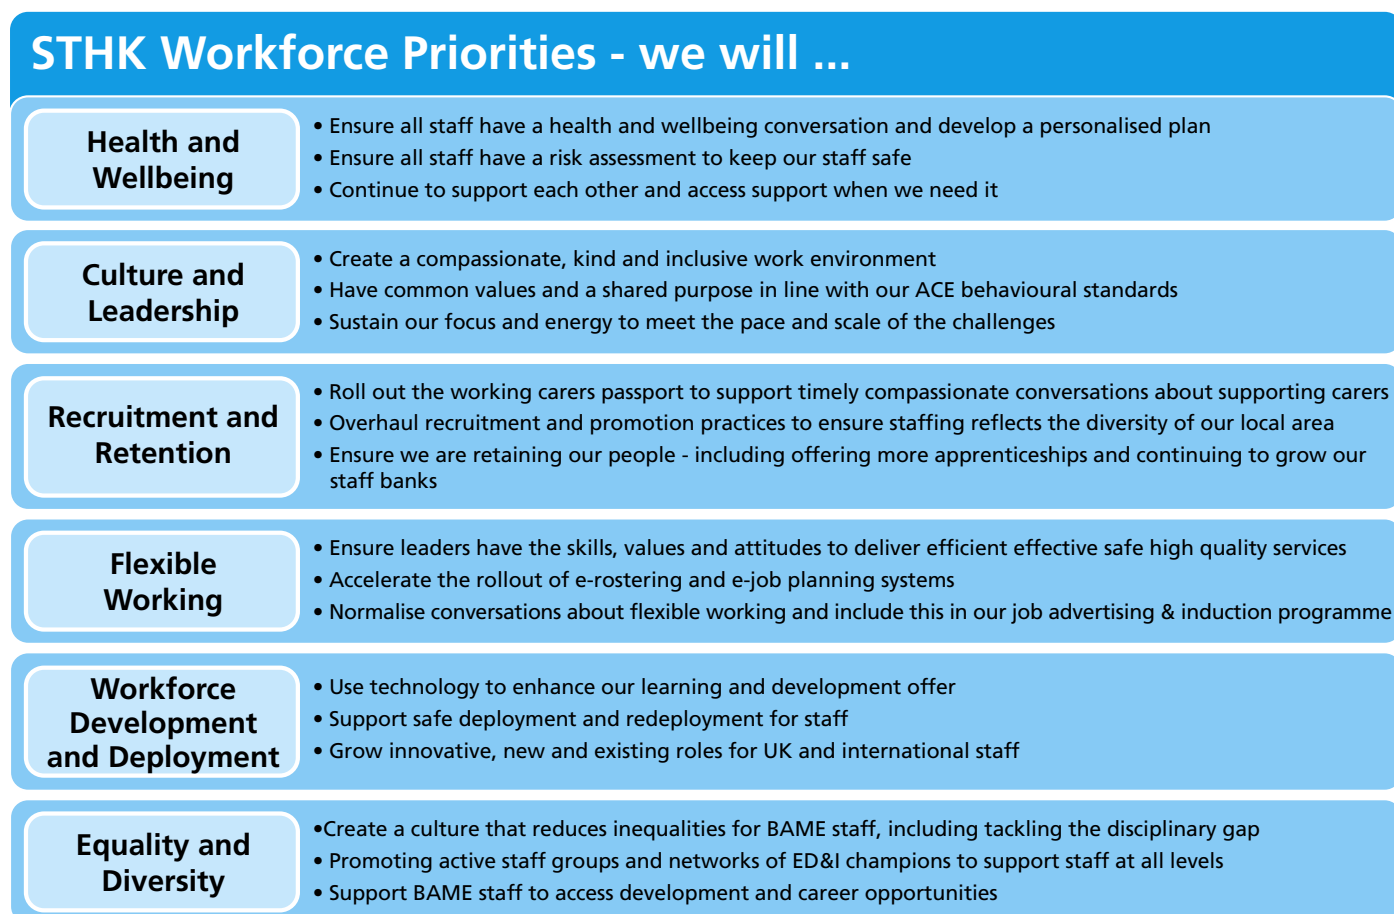 STHK Workforce Priorities - we will ...
Health and
Wellbeing
• Ensure all staff have a health and wellbeing conversation and develop a personalised plan
• Ensure all staff have a risk assessment to keep our staff safe
• Continue to support each other and access support when we need it
Culture and
Leadership
• Create a compassionate, kind and inclusive work environment
• Have common values and a shared purpose in line with our ACE behavioural standards
• Sustain our focus and energy to meet the pace and scale of the challenges
Recruitment and
Retention
• Roll out the working carers passport to support timely compassionate conversations about supporting carers
• Overhaul recruitment and promotion practices to ensure staffing reflects the diversity of our local area
• Ensure we are retaining our people - including offering more apprenticeships and continuing to grow our
staff banks
Flexible
Working
• Ensure leaders have the skills, values and attitudes to deliver efficient effective safe high quality services
• Accelerate the rollout of e-rostering and e-job planning systems
• Normalise conversations about flexible working and include this in our job advertising & induction programme
Workforce
Development
and Deployment
• Use technology to enhance our learning and development offer
• Support safe deployment and redeployment for staff
• Grow innovative, new and existing roles for UK and international staff
Equality and
Diversity
•Create a culture that reduces inequalities for BAME staff, including tackling the disciplinary gap
• Promoting active staff groups and networks of ED&I champions to support staff at all levels
• Support BAME staff to access development and career opportunities